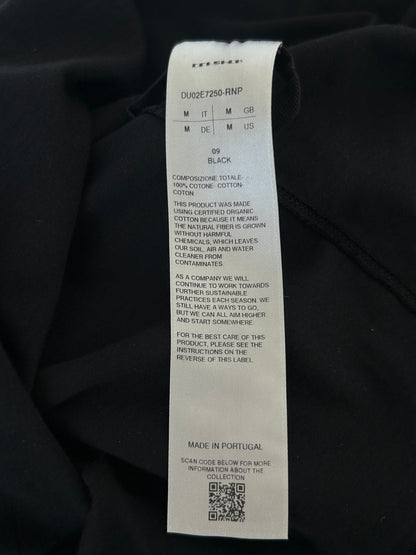 DU02E7250-RNP
M IT M GB
M DE M US
09
BLACK
COMPOSIZIONE TOTALE-
100% COTONE- COTTON-
COTON
THIS PRODUCT WAS MADE
USING CERTIFIED ORGANIC
COTTON BECAUSE IT MEANS
THE NATURAL FIBER IS GROWN
WITHOUT HARMFUL
CHEMICALS, WHICH LEAVES
OUR SOIL, AIR AND WATER
CLEANER FROM
CONTAMINATES.
AS A COMPANY WE WILL
CONTINUE TO WORK TOWARDS
FURTHER SUSTAINABLE
PRACTICES EACH SEASON. WE
STILL HAVE A WAYS TO GO,
BUT WE CAN ALL AIM HIGHER
AND START SOMEWHERE.
FOR THE BEST CARE OF THIS
PRODUCT, PLEASE SEE THE
INSTRUCTIONS ON THE
REVERSE OF THIS LABEL.
MADE IN PORTUGAL
SCAN CODE BELOW FOR MORE
INFORMATION ABOUT THE
COLLECTION